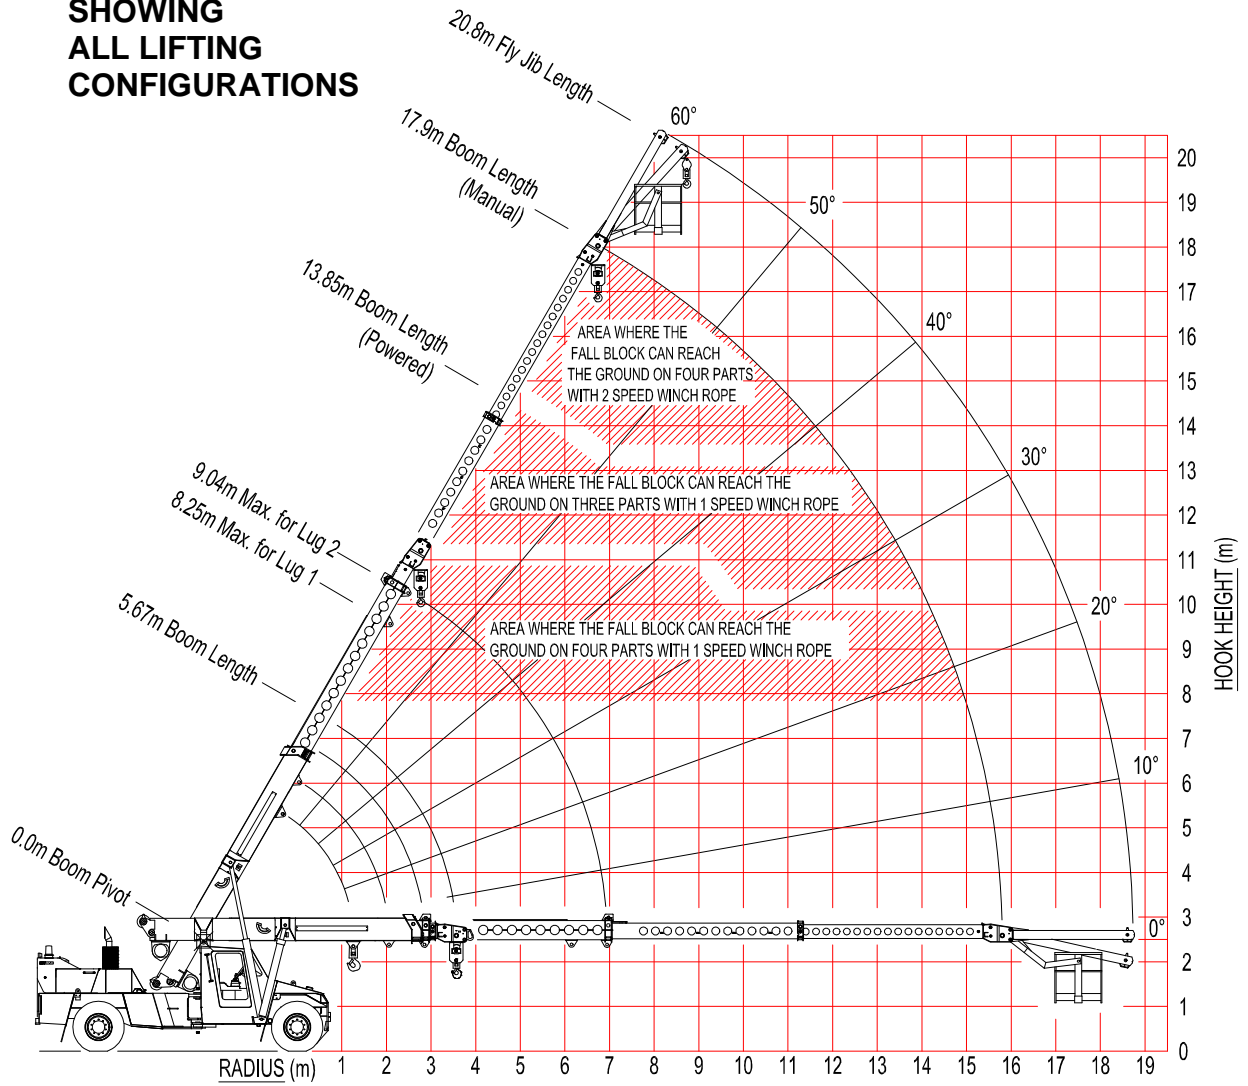 SHOWING
ALL LIFTING
CONFIGURATIONS
20.8m Fly Jib Length
17.9m Boom Length
(Manual)
13.85m Boom Length
(Powered)
9.04m Max. for Lug 2
8.25m Max. for Lug 1
5.67m Boom Length
0.0m Boom Pivot
60°
50°
40°
30°
20°
10°
0°
AREA WHERE THE
FALL BLOCK CAN REACH
THE GROUND ON FOUR PARTS
WITH 2 SPEED WINCH ROPE
AREA WHERE THE FALL BLOCK CAN REACH THE
GROUND ON THREE PARTS WITH 1 SPEED WINCH ROPE
AREA WHERE THE FALL BLOCK CAN REACH THE
GROUND ON FOUR PARTS WITH 1 SPEED WINCH ROPE
20
19
18
17
16
15
14
13
12
11
10
9
8
7
6
5
4
3
2
1
0
HOOK HEIGHT (m)
RADIUS (m)
1 2 3 4 5 6 7 8 9 10 11 12 13 14 15 16 17 18 19